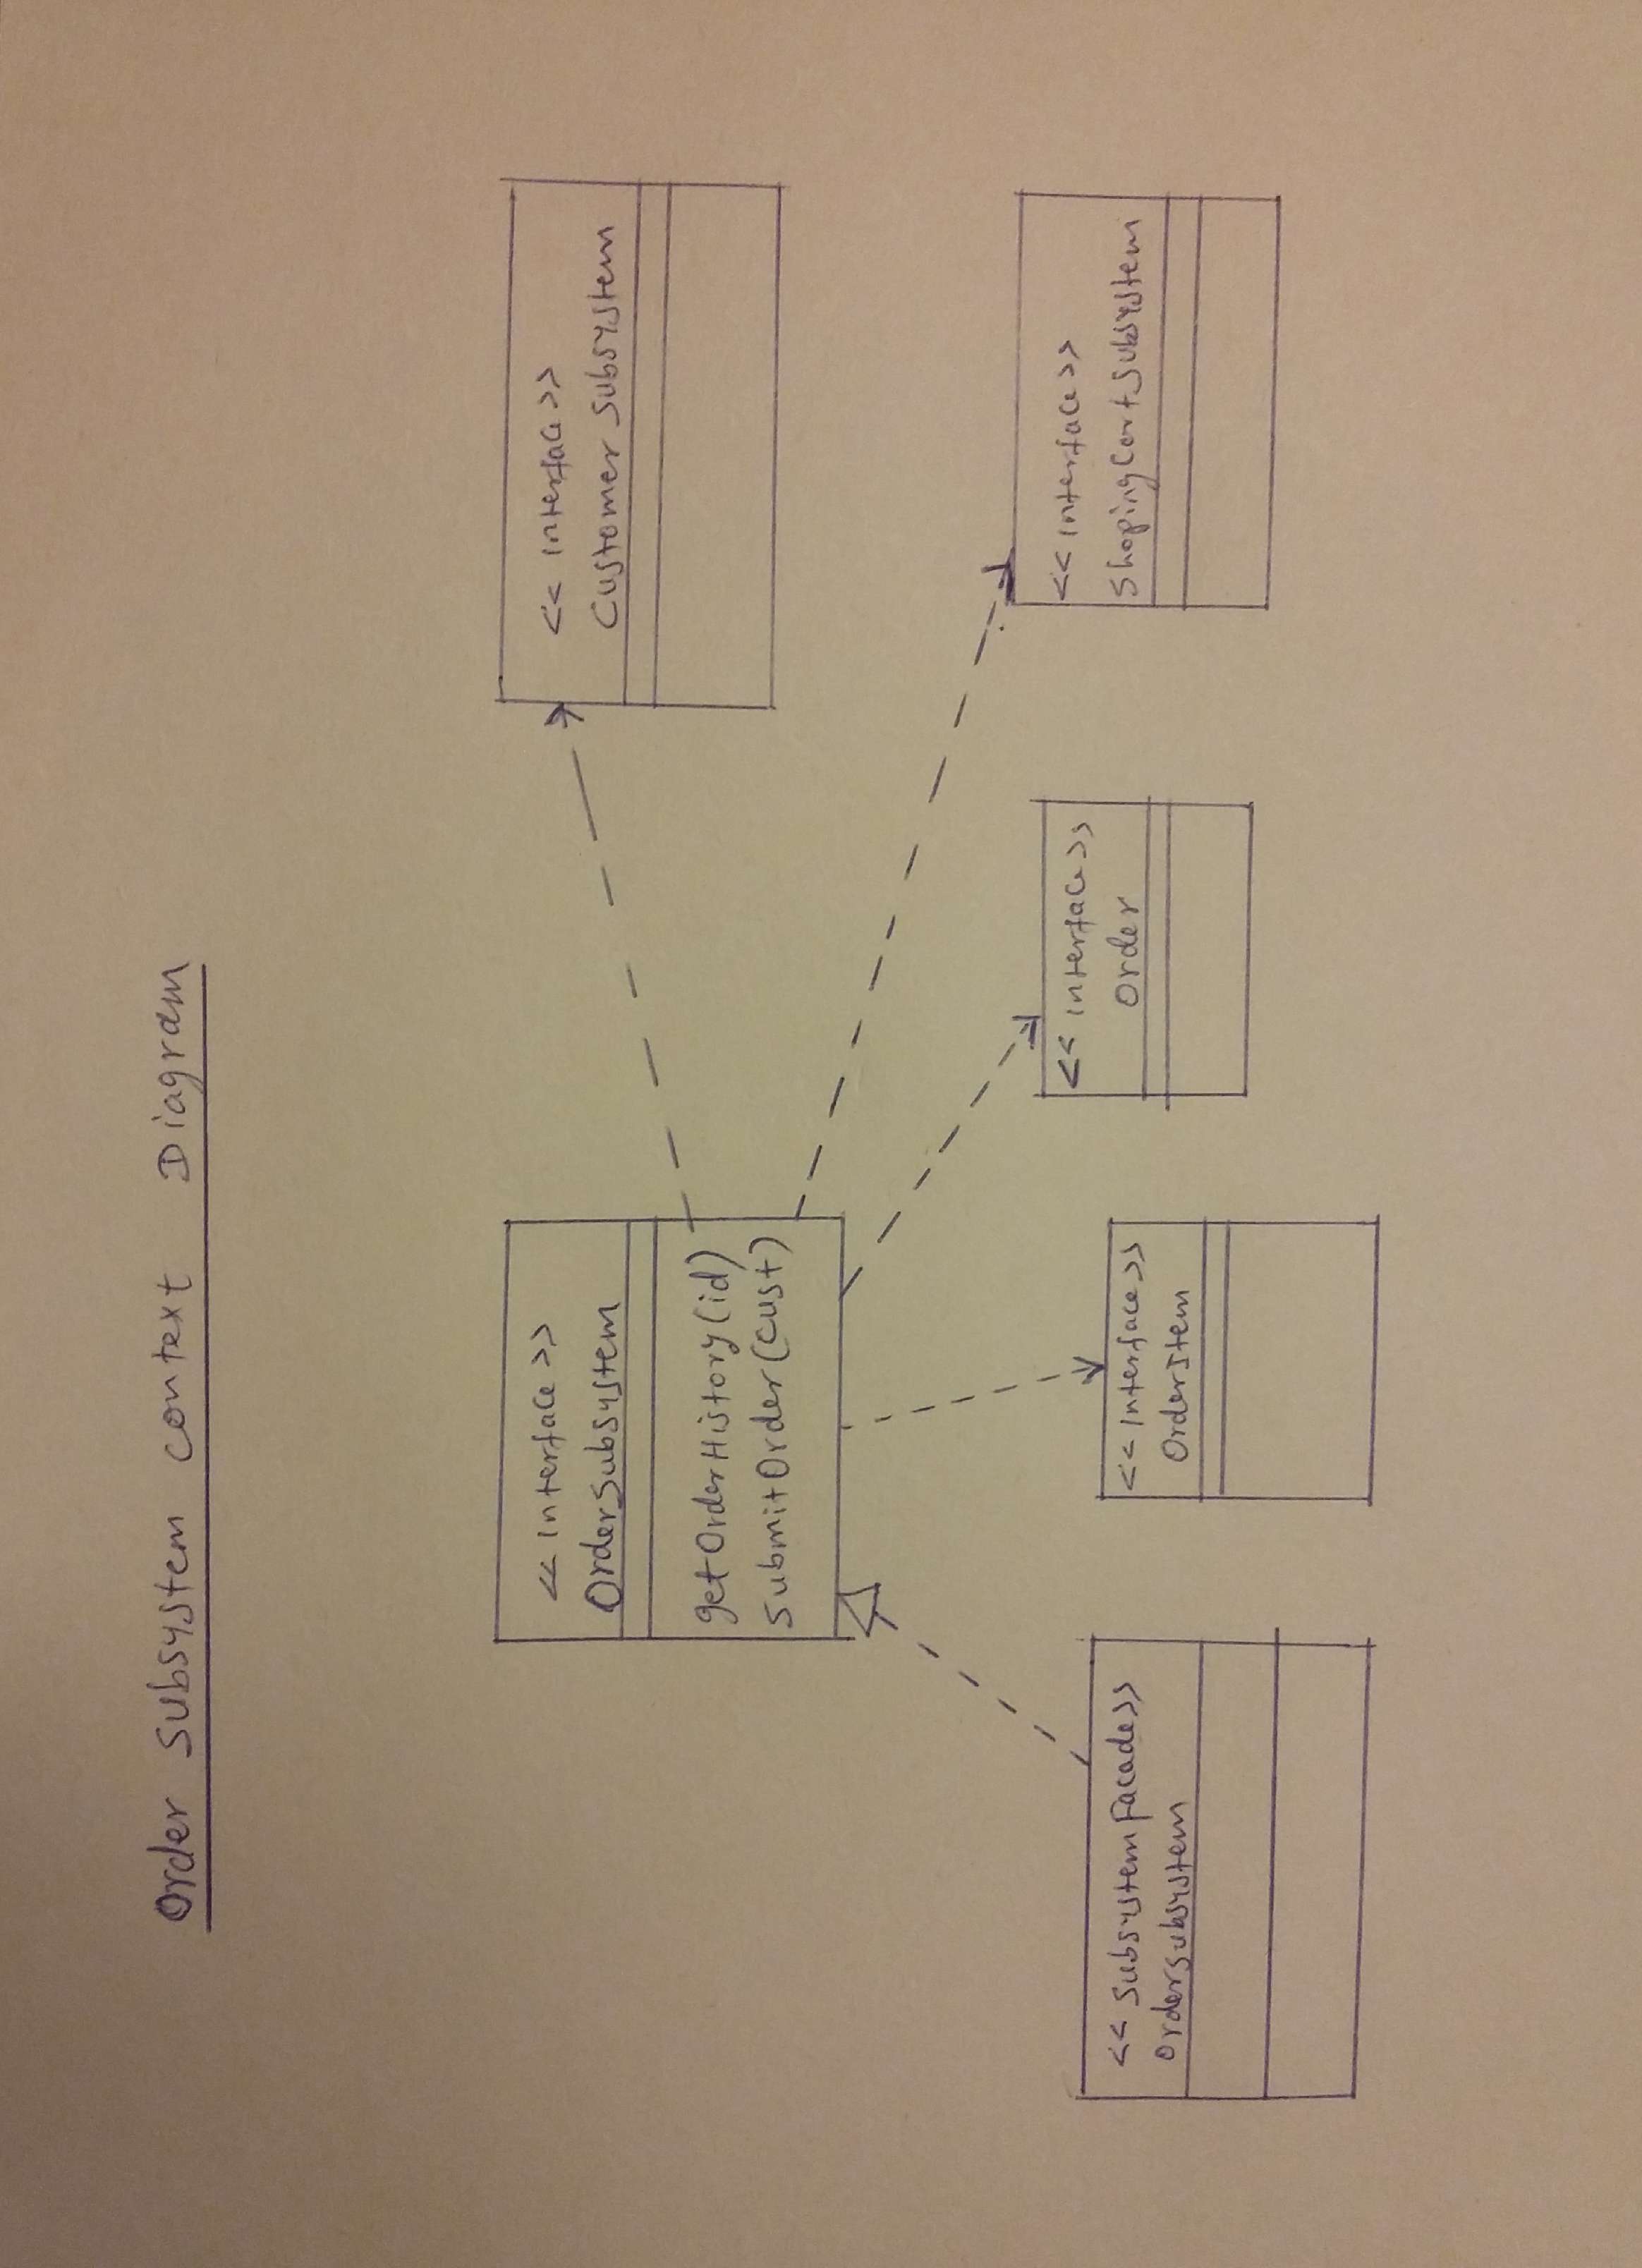 Order Subsystem context Diagram
<< Interface >>
OrderSubsystem
getOrderHistory(id)
submitOrder(cust)
<< Interface >>
Customer Subsystem
<< SubsystemFacade>>
OrderSubsystem
<< Interface >>
OrderItem
<< Interface >>
Order
<< Interface >>
ShopingCartSubsystem